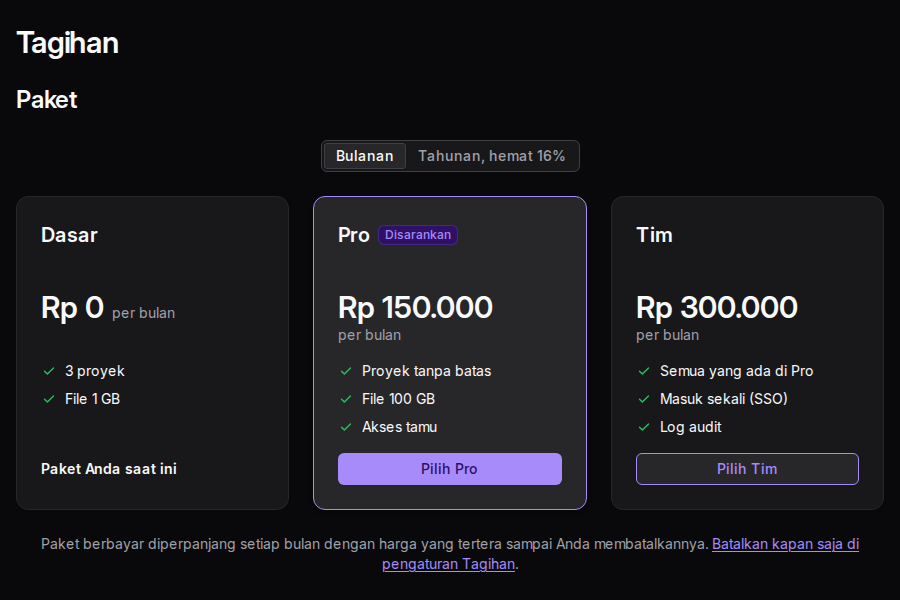 Tagihan
Paket
Bulanan
Tahunan, hemat 16%
Dasar
Rp 0 per bulan
3 proyek
File 1 GB
Paket Anda saat ini
Pro Disarankan
Rp 150.000
per bulan
Proyek tanpa batas
File 100 GB
Akses tamu
Pilih Pro
Tim
Rp 300.000
per bulan
Semua yang ada di Pro
Masuk sekali (SSO)
Log audit
Pilih Tim
Paket berbayar diperpanjang setiap bulan dengan harga yang tertera sampai Anda membatalkannya. Batalkan kapan saja di
pengaturan Tagihan.